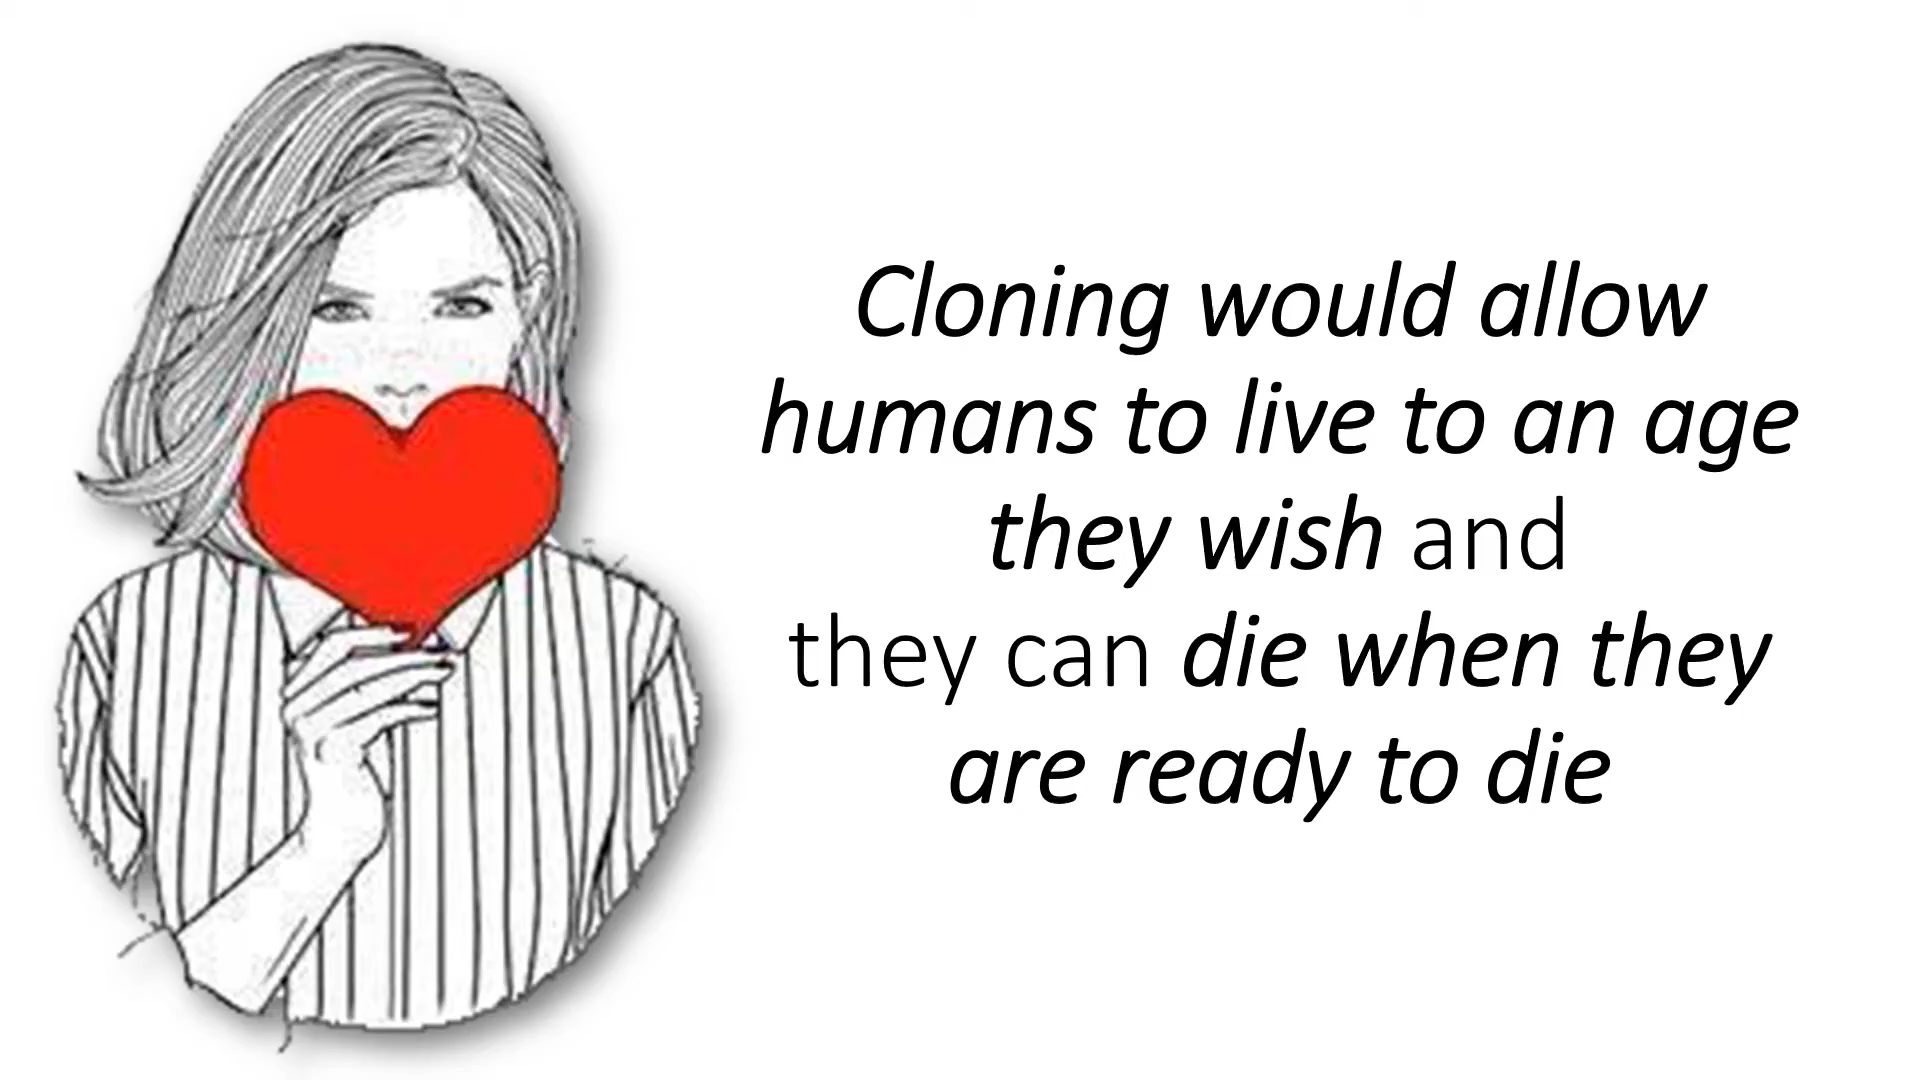 Cloning would allow
humans to live to an age
they wish and
they can die when they
are ready to die